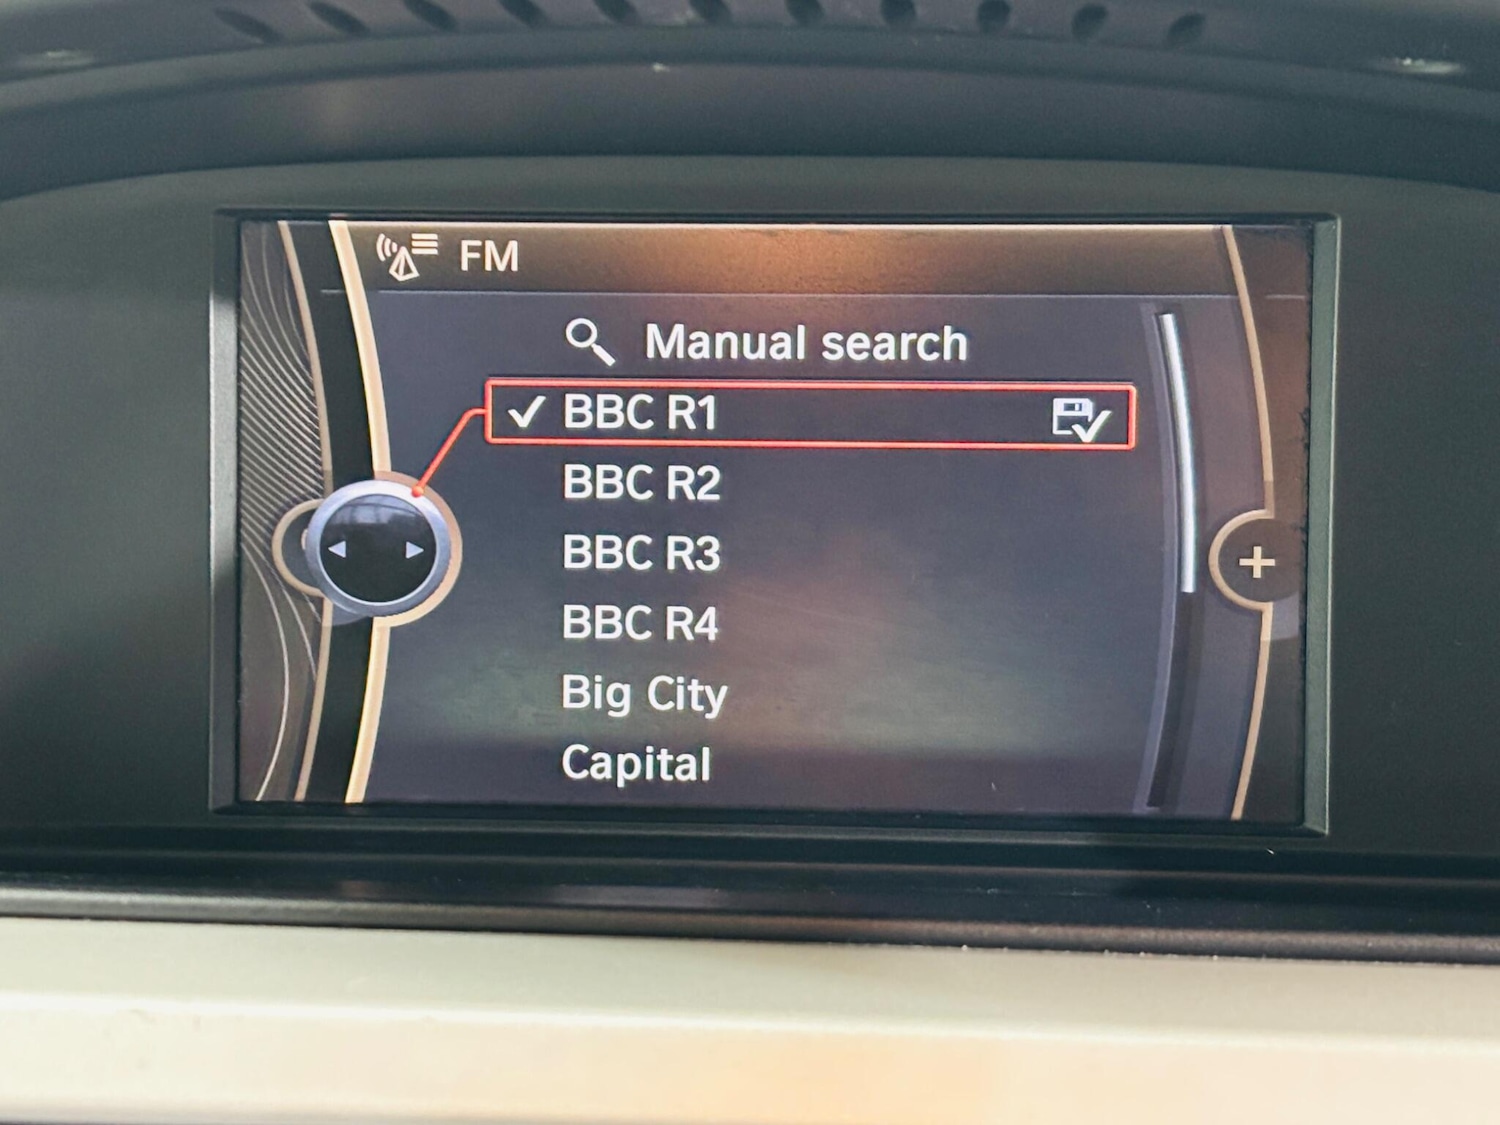 FM
Manual search
BBC R1
BBC R2
BBC R3
BBC R4
Big City
Capital